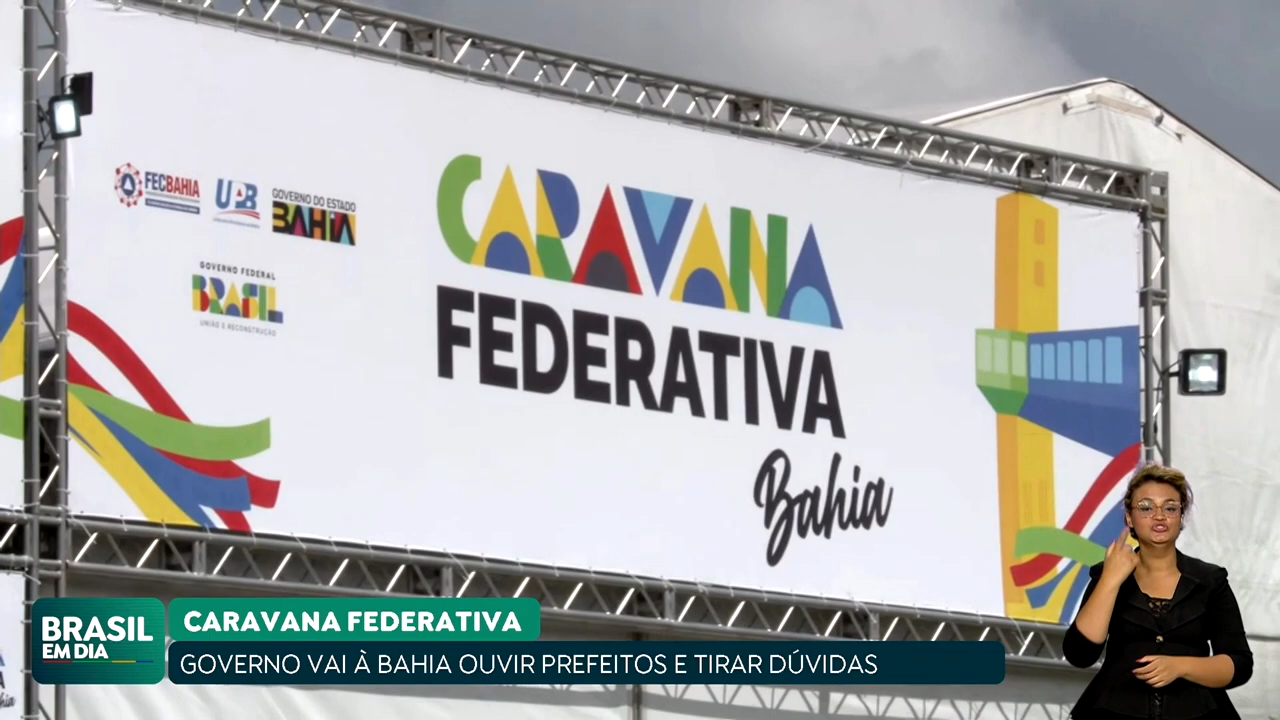 FECBAHIA
UPB
GOVERNO DO ESTADO
BAHIA
GOVERNO FEDERAL
BRASIL
UNIÃO E RECONSTRUÇÃO
CARAVANA
FEDERATIVA
Bahia
BRASIL
EM DIA
CARAVANA FEDERATIVA
GOVERNO VAI À BAHIA OUVIR PREFEITOS E TIRAR DÚVIDAS